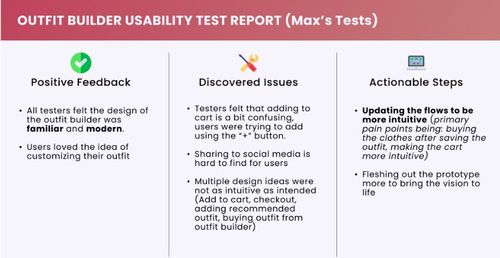 OUTFIT BUILDER USABILITY TEST REPORT (Max's Tests)
Positive Feedback
• All testers felt the design of
the outfit builder was
familiar and modern.
• Users loved the idea of
customizing their outfit
Discovered Issues
• Testers felt that adding to
cart is a bit confusing,
users were trying to add
using the "+" button.
• Sharing to social media is
hard to find for users
• Multiple design ideas were
not as intuitive as intended
(Add to cart, checkout,
adding recommended
outfit, buying outfit from
outfit builder)
Actionable Steps
• Updating the flows to be
more intuitive (primary
pain points being: buying
the clothes after saving the
outfit, making the cart
more intuitive)
• Fleshing out the prototype
more to bring the vision to
life